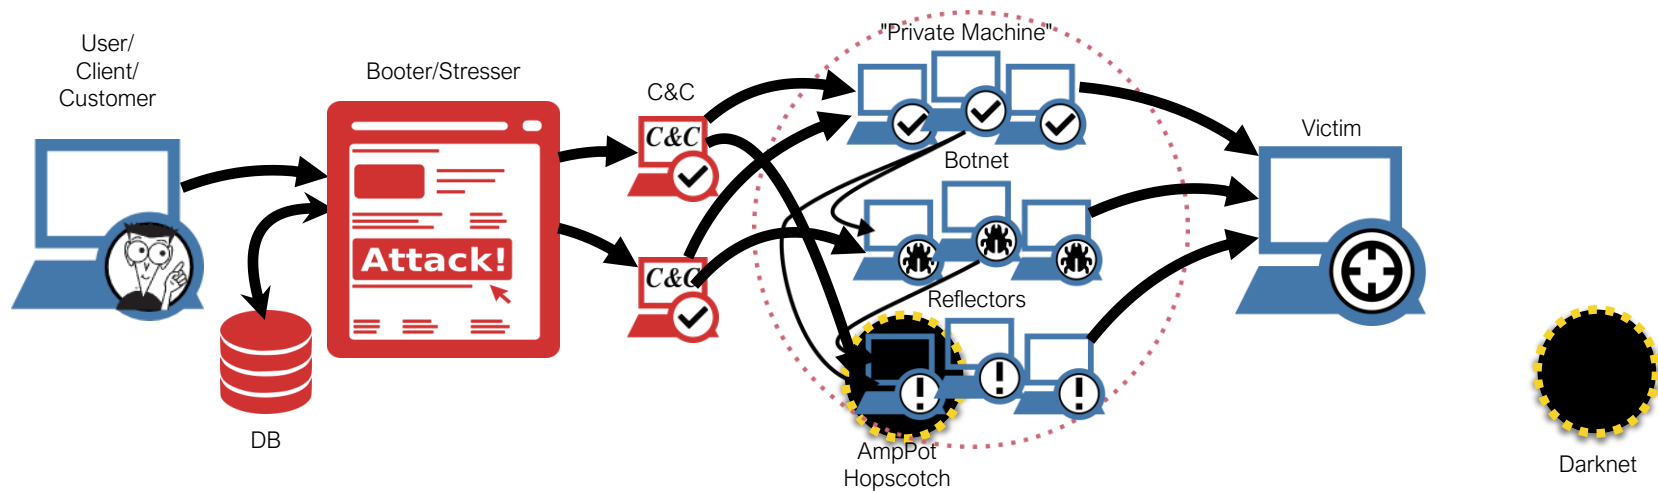 User/
Client/
Customer
Booter/Stresser
Attack!
DB
C&C
C&C
C&C
"Private Machine"
Botnet
Reflectors
AmpPot
Hopscotch
Victim
Darknet